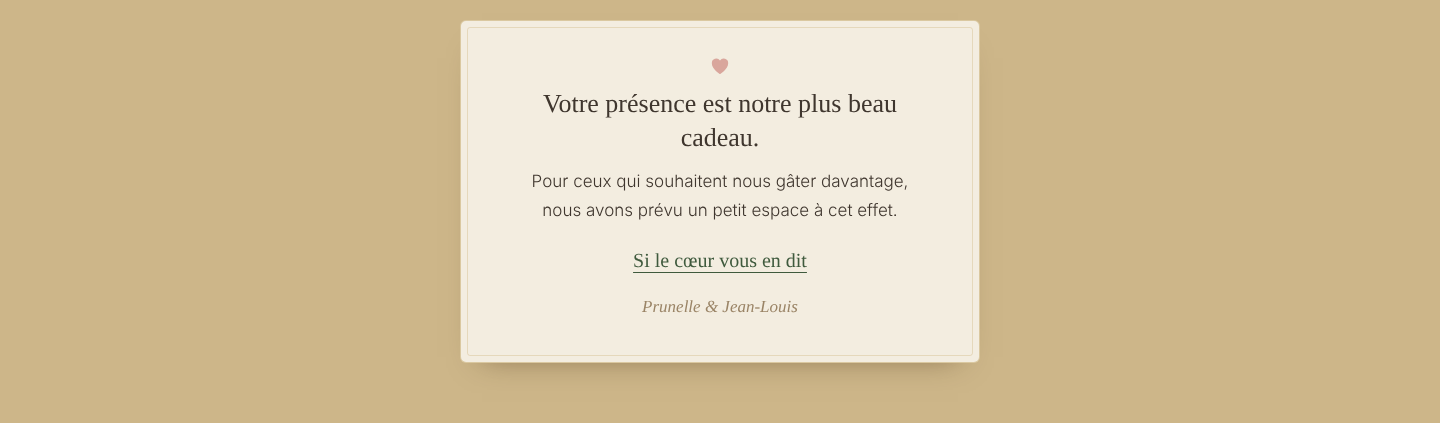 Votre présence est notre plus beau
cadeau.
Pour ceux qui souhaitent nous gâter davantage,
nous avons prévu un petit espace à cet effet.
Si le cœur vous en dit
Prunelle & Jean-Louis